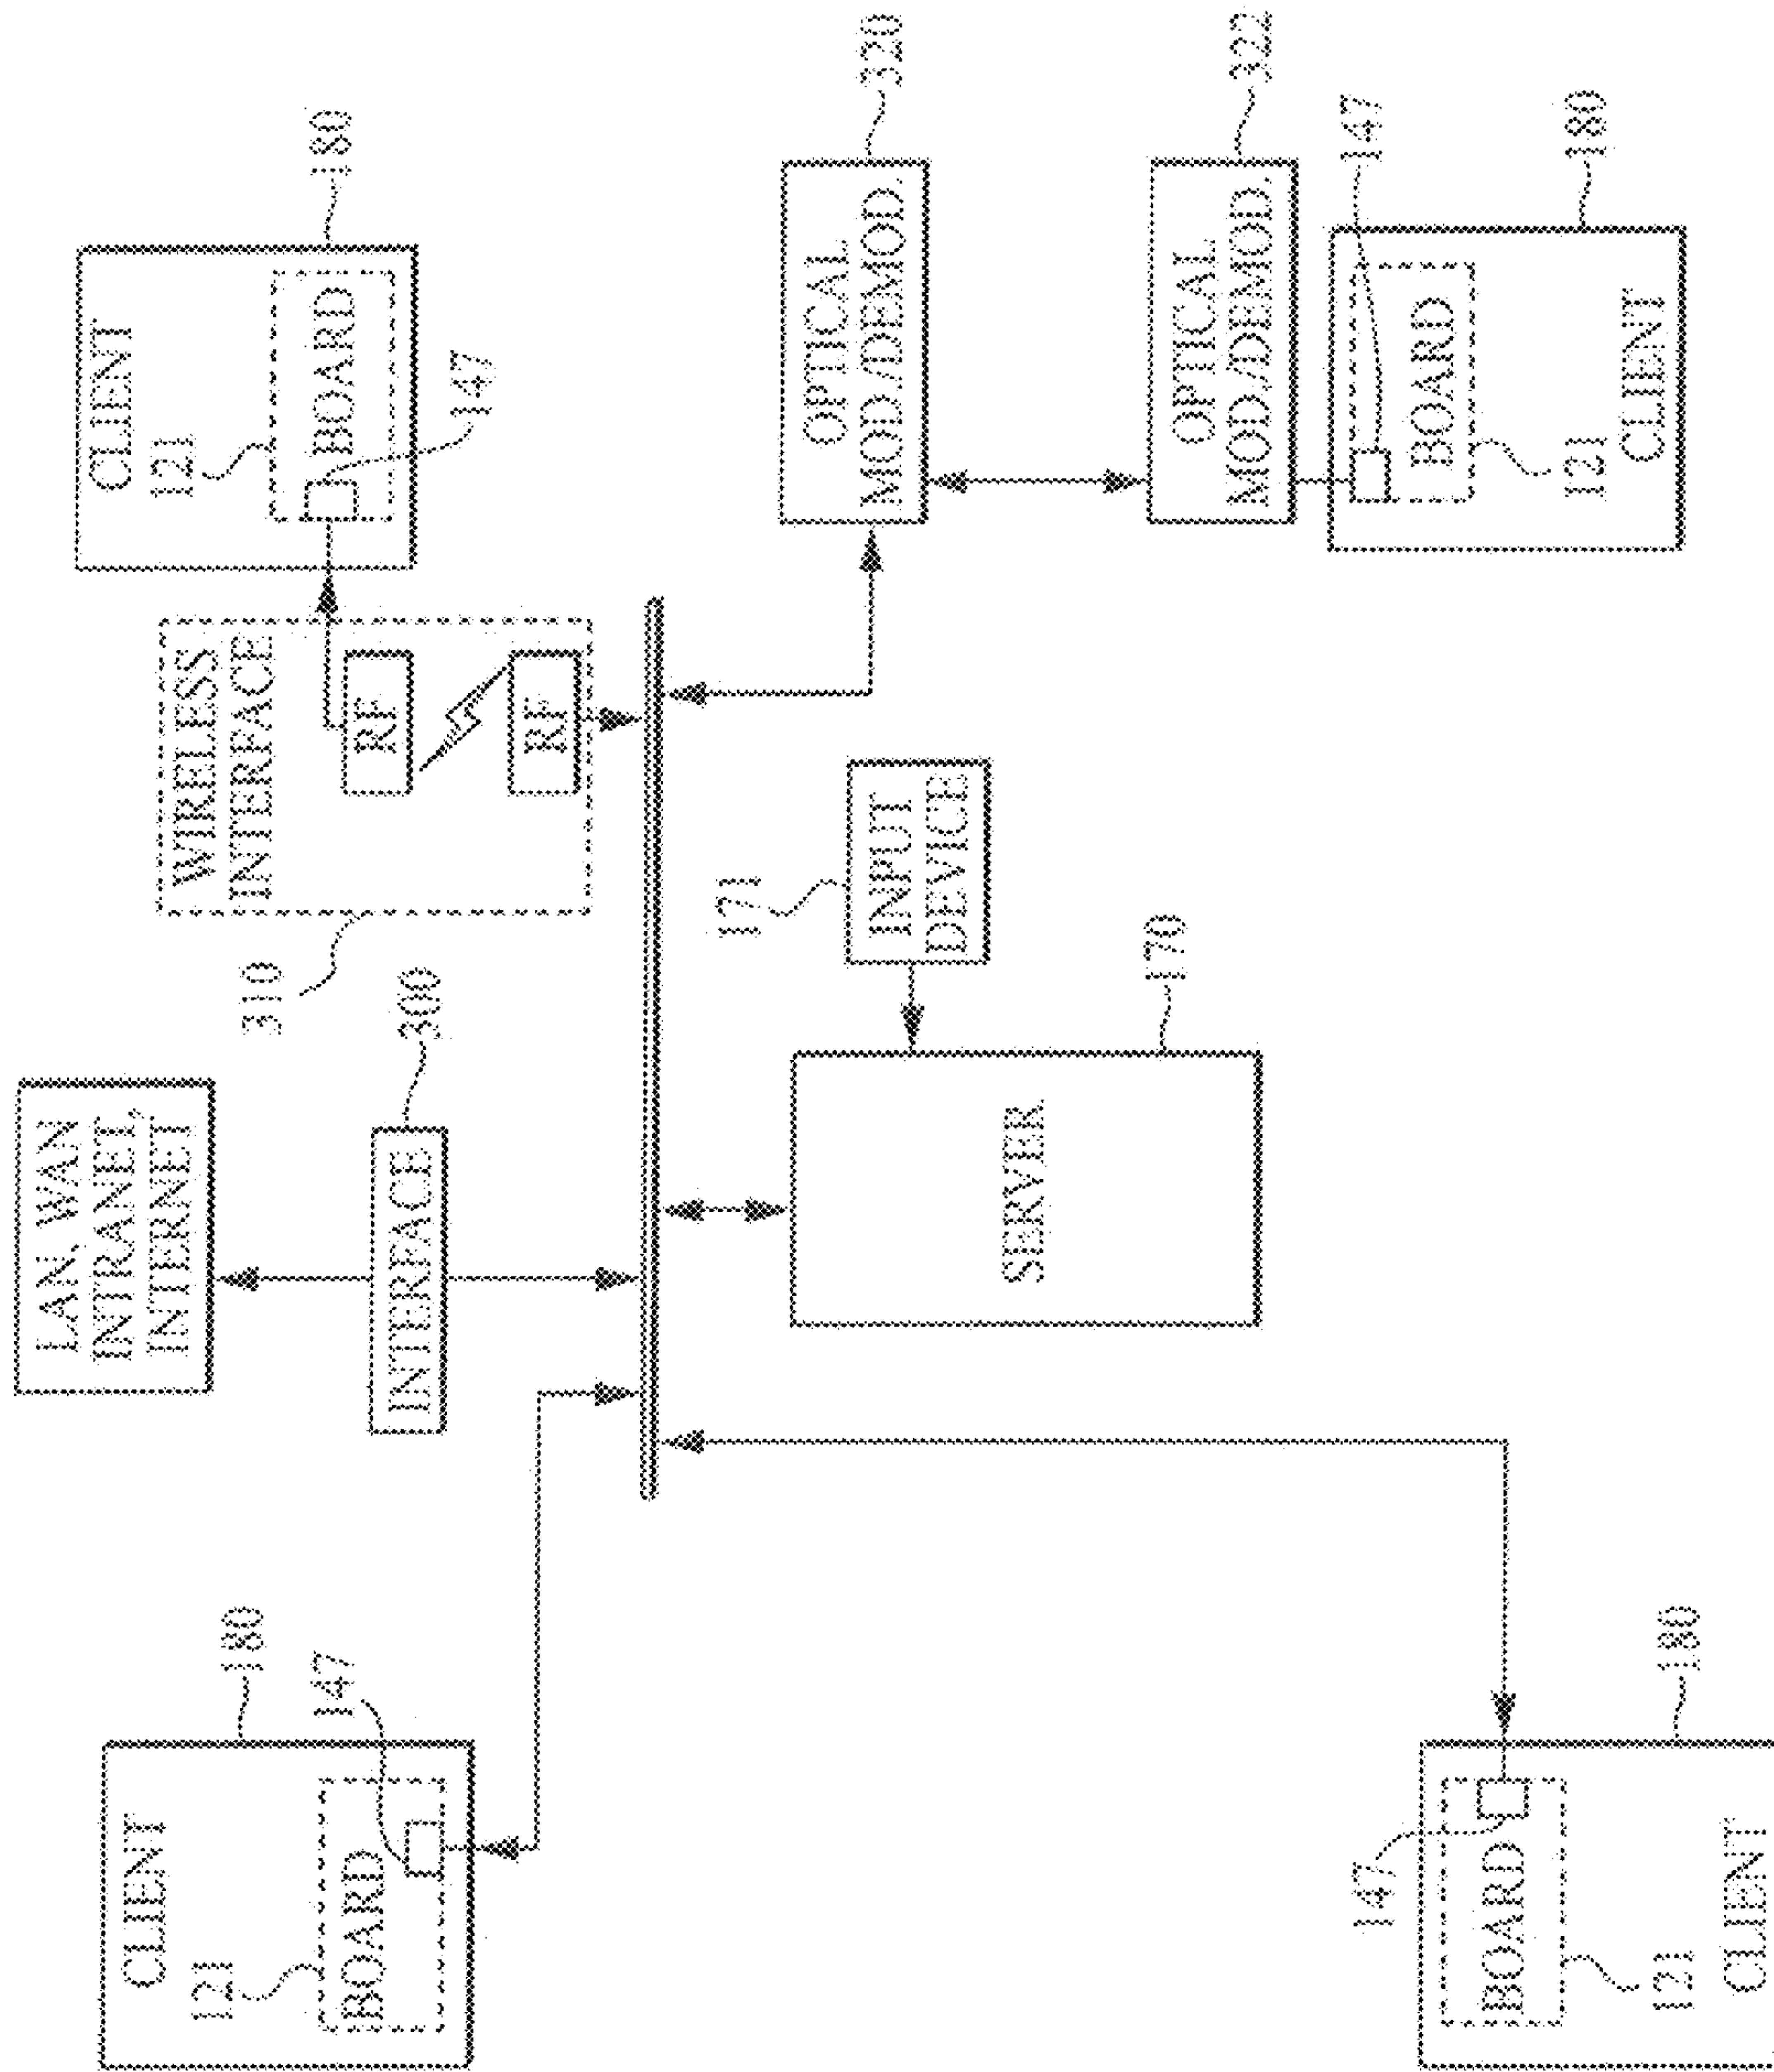 CLIENT
121
BOARD
147
180
LAN, WAN
INTRANET,
INTERNET
INTERFACE
300
WIRELESS
INTERFACE
310
RF
RF
CLIENT
121
BOARD
147
180
SERVER
170
171
INPUT
DEVICE
OPTICAL
MOD./DEMOD.
320
OPTICAL
MOD./DEMOD.
322
147
BOARD
121
CLIENT
180
147
BOARD
121
CLIENT
180